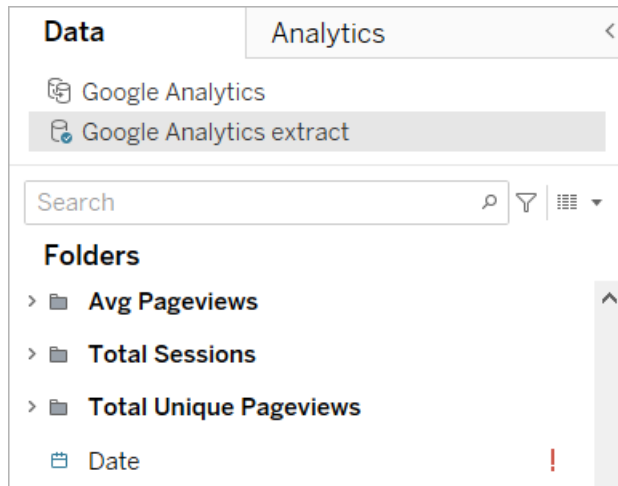 Data
Analytics
Google Analytics
Google Analytics extract
Search
Folders
Avg Pageviews
Total Sessions
Total Unique Pageviews
Date !